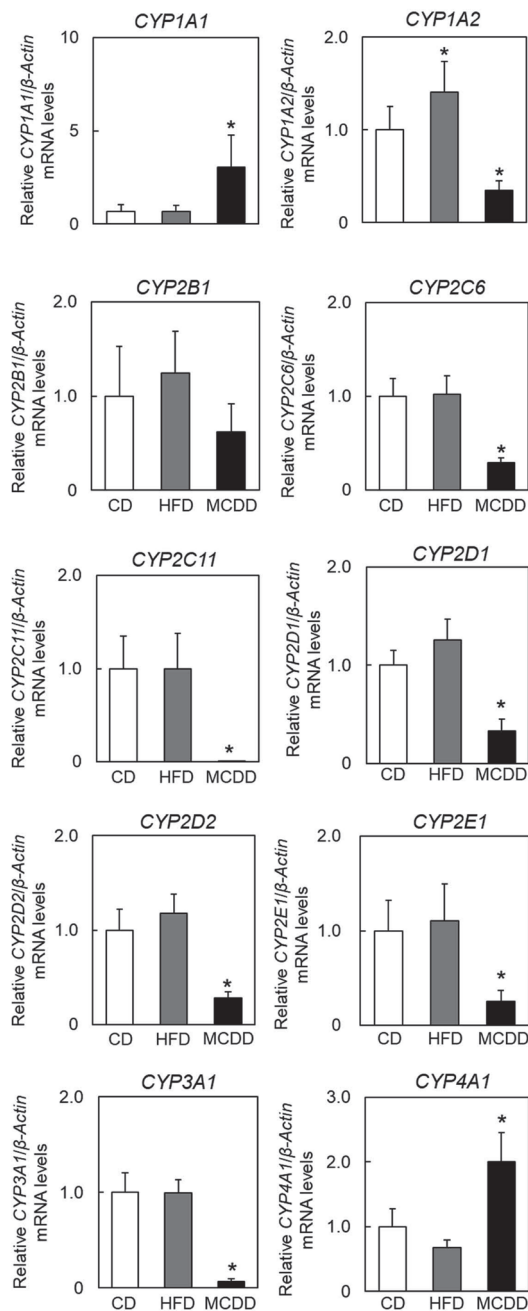 CYP1A1
Relative CYP1A1/β-Actin
mRNA levels
10
5
0
*
CYP1A2
Relative CYP1A2/β-Actin
mRNA levels
2.0
1.0
0
*
*
CYP2B1
Relative CYP2B1/β-Actin
mRNA levels
2.0
1.0
0
CD HFD MCDD
CYP2C6
Relative CYP2C6/β-Actin
mRNA levels
2.0
1.0
0
*
CD HFD MCDD
CYP2C11
Relative CYP2C11/β-Actin
mRNA levels
2.0
1.0
0
*
CD HFD MCDD
CYP2D1
Relative CYP2D1/β-Actin
mRNA levels
2.0
1.0
0
*
CD HFD MCDD
CYP2D2
Relative CYP2D2/β-Actin
mRNA levels
2.0
1.0
0
*
CD HFD MCDD
CYP2E1
Relative CYP2E1/β-Actin
mRNA levels
2.0
1.0
0
*
CD HFD MCDD
CYP3A1
Relative CYP3A1/β-Actin
mRNA levels
2.0
1.0
0
*
CD HFD MCDD
CYP4A1
Relative CYP4A1/β-Actin
mRNA levels
3.0
2.0
1.0
0
*
CD HFD MCDD